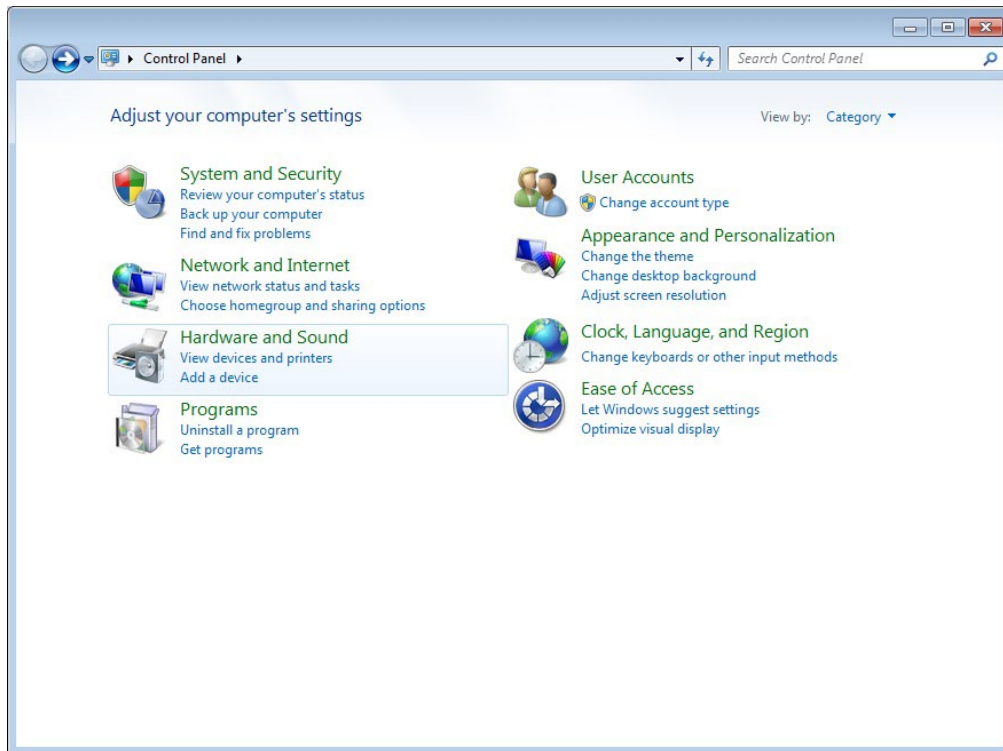 Control Panel
Search Control Panel
Adjust your computer's settings
View by: Category
System and Security
Review your computer's status
Back up your computer
Find and fix problems
Network and Internet
View network status and tasks
Choose homegroup and sharing options
Hardware and Sound
View devices and printers
Add a device
Programs
Uninstall a program
Get programs
User Accounts
Change account type
Appearance and Personalization
Change the theme
Change desktop background
Adjust screen resolution
Clock, Language, and Region
Change keyboards or other input methods
Ease of Access
Let Windows suggest settings
Optimize visual display